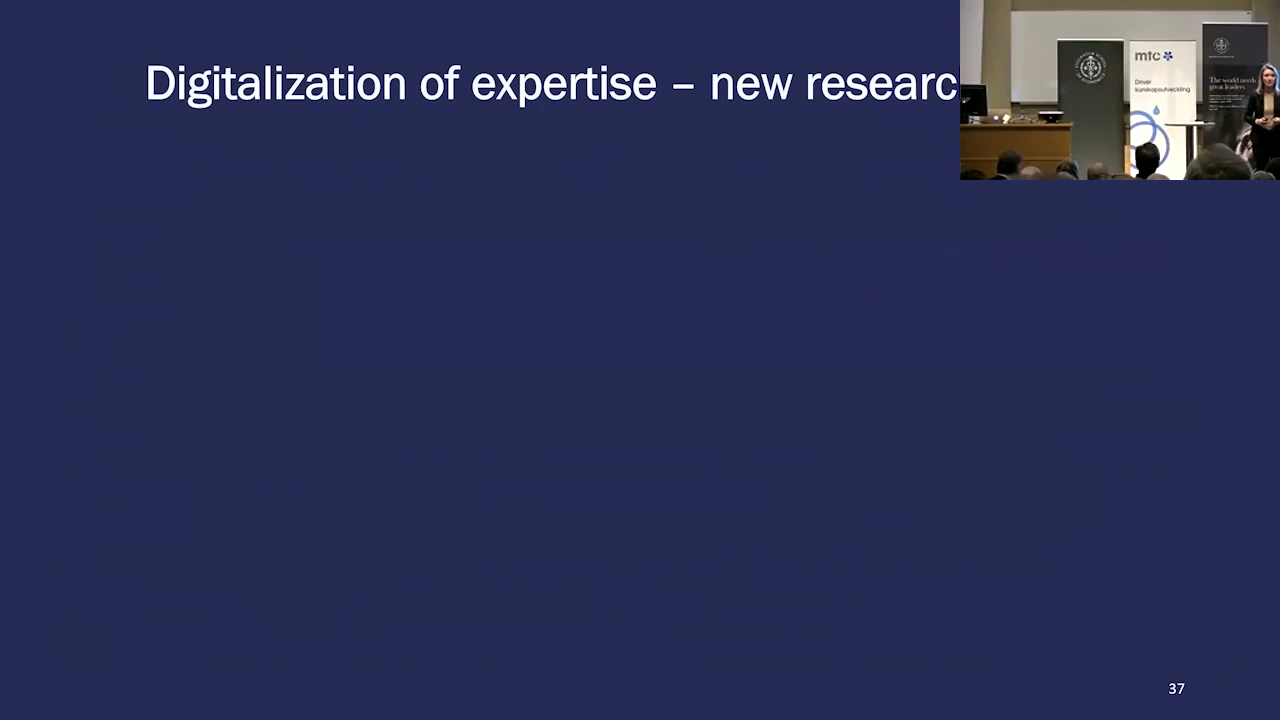 Digitalization of expertise – new researc
mtc
Driver
kunskapsutveckling
The world needs
great leaders
37